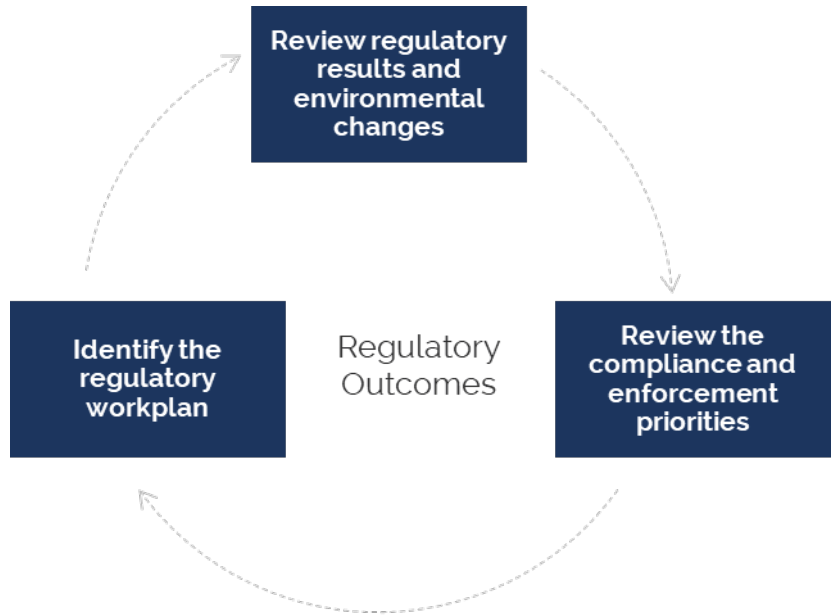 Review regulatory
results and
environmental
changes
Identify the
regulatory
workplan
Regulatory
Outcomes
Review the
compliance and
enforcement
priorities